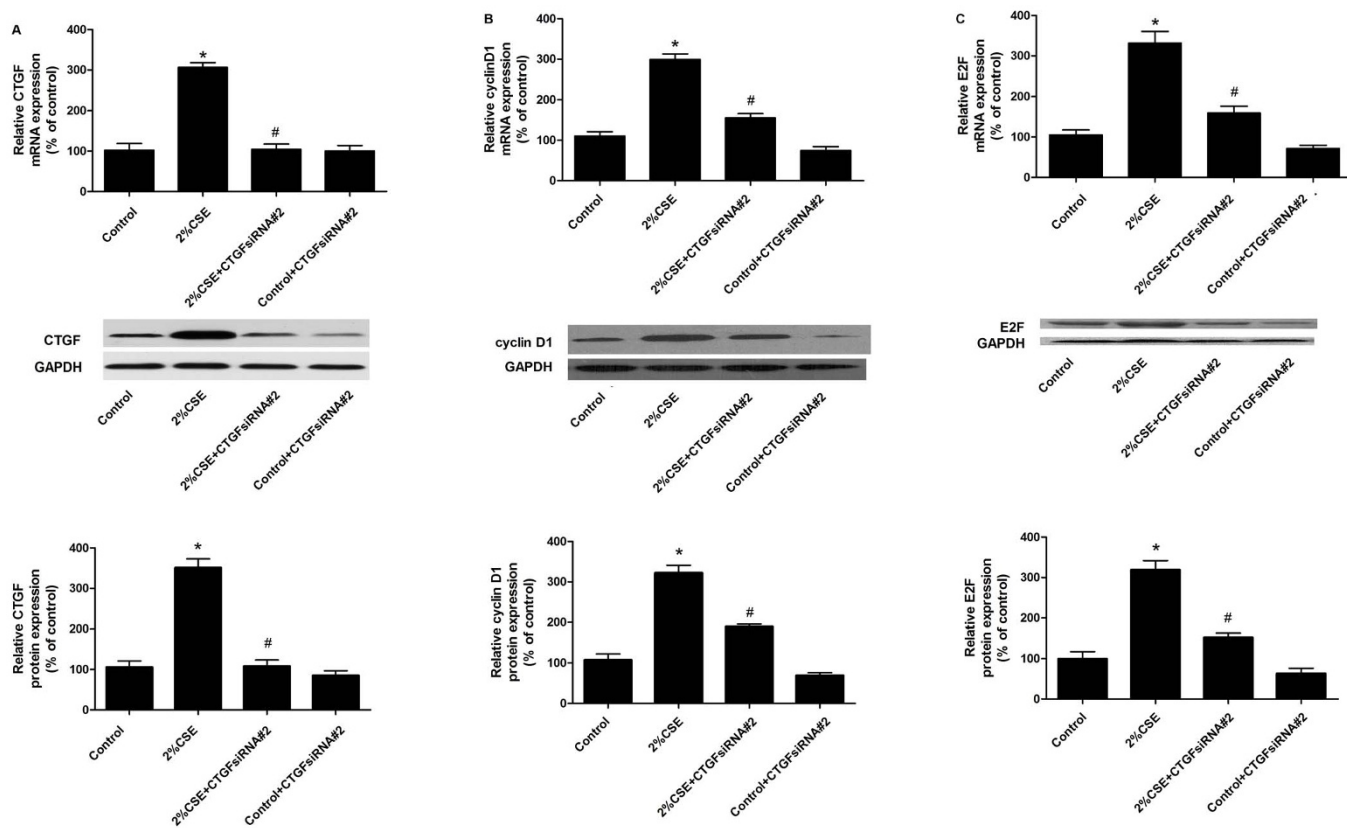 A
Relative CTGF
mRNA expression
(% of control)
400
300
200
100
0
*
#
Control
2%CSE
2%CSE+CTGFsiRNA#2
Control+CTGFsiRNA#2
CTGF
GAPDH
Control
2%CSE
2%CSE+CTGFsiRNA#2
Control+CTGFsiRNA#2
Relative CTGF
protein expression
(% of control)
400
300
200
100
0
*
#
Control
2%CSE
2%CSE+CTGFsiRNA#2
Control+CTGFsiRNA#2
B
Relative cyclinD1
mRNA expression
(% of control)
400
300
200
100
0
*
#
Control
2%CSE
2%CSE+CTGFsiRNA#2
Control+CTGFsiRNA#2
cyclin D1
GAPDH
Control
2%CSE
2%CSE+CTGFsiRNA#2
Control+CTGFsiRNA#2
Relative cyclin D1
protein expression
(% of control)
400
300
200
100
0
*
#
Control
2%CSE
2%CSE+CTGFsiRNA#2
Control+CTGFsiRNA#2
C
Relative E2F
mRNA expression
(% of control)
400
300
200
100
0
*
#
Control
2%CSE
2%CSE+CTGFsiRNA#2
Control+CTGFsiRNA#2
E2F
GAPDH
Control
2%CSE
2%CSE+CTGFsiRNA#2
Control+CTGFsiRNA#2
Relative E2F
protein expression
(% of control)
400
300
200
100
0
*
#
Control
2%CSE
2%CSE+CTGFsiRNA#2
Control+CTGFsiRNA#2